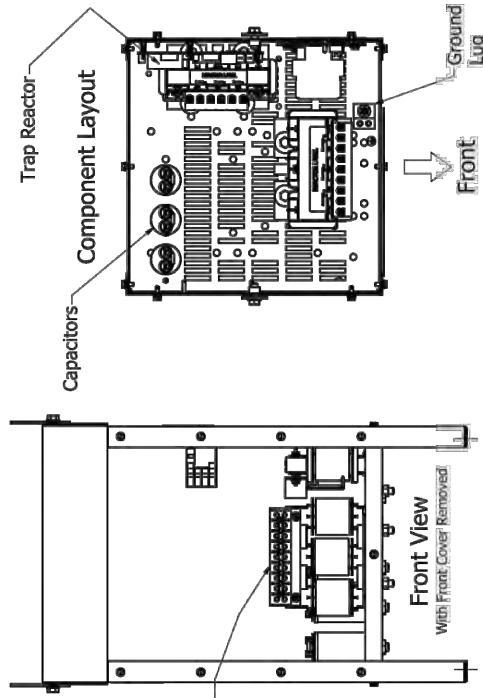 Trap Reactor
Component Layout
Capacitors
Ground
Lug
Front
Front View
With Front Cover Removed